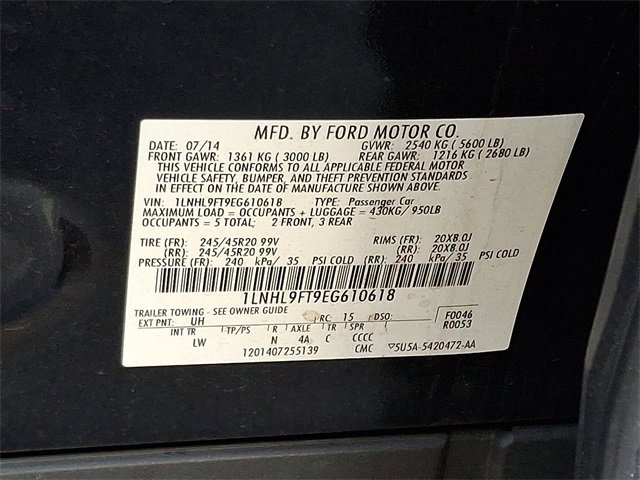 MFD. BY FORD MOTOR CO.
DATE: 07/14 GVWR: 2540 KG (5600 LB)
FRONT GAWR: 1361 KG (3000 LB) REAR GAWR: 1216 KG (2680 LB)
THIS VEHICLE CONFORMS TO ALL APPLICABLE FEDERAL MOTOR
VEHICLE SAFETY, BUMPER, AND THEFT PREVENTION STANDARDS
IN EFFECT ON THE DATE OF MANUFACTURE SHOWN ABOVE.
VIN: 1LNHL9FT9EG610618 TYPE: Passenger Car
MAXIMUM LOAD = OCCUPANTS + LUGGAGE = 430KG/950LB
OCCUPANTS = 5 TOTAL; 2 FRONT, 3 REAR
TIRE (FR): 245/45R20 99V RIMS (FR): 20X8.0J
(RR): 245/45R20 99V (RR): 20X8.0J
PRESSURE (FR): 240 kPa/ 35 PSI COLD (RR): 240 kPa/ 35 PSI COLD
1LNHL9FT9EG610618
TRAILER TOWING - SEE OWNER GUIDE RC: 15 DSO: F0046
EXT PNT: UH R0053
INT TR TP/PS R AXLE TR SPR
LW N 4A C CCCC
1201407255139 CMC 5U5A-5420472-AA